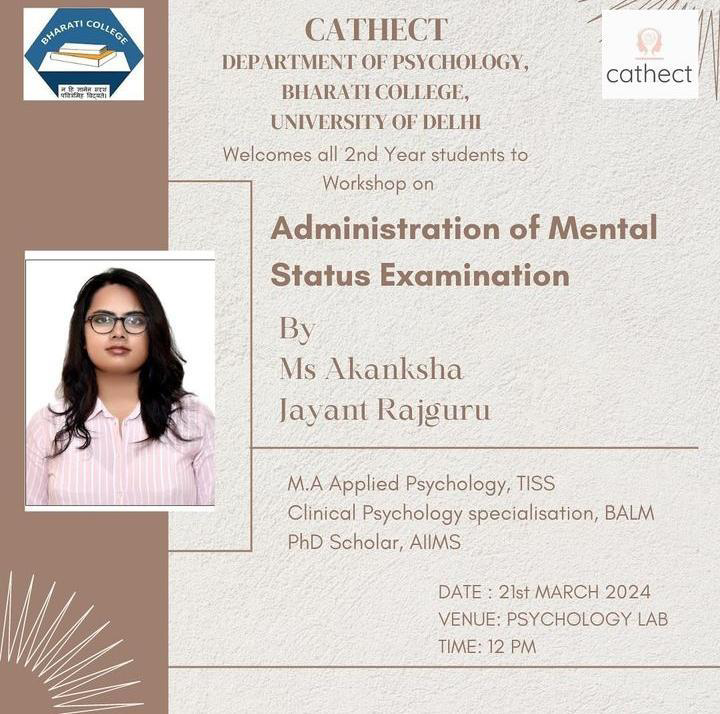 BHARATI COLLEGE
न हि ज्ञानेन सदृशं
पवित्रमिह विद्यते।
CATHECT
DEPARTMENT OF PSYCHOLOGY,
BHARATI COLLEGE,
UNIVERSITY OF DELHI
cathect
Welcomes all 2nd Year students to
Workshop on
Administration of Mental
Status Examination
By
Ms Akanksha
Jayant Rajguru
M.A Applied Psychology, TISS
Clinical Psychology specialisation, BALM
PhD Scholar, AIIMS
DATE : 21st MARCH 2024
VENUE: PSYCHOLOGY LAB
TIME: 12 PM